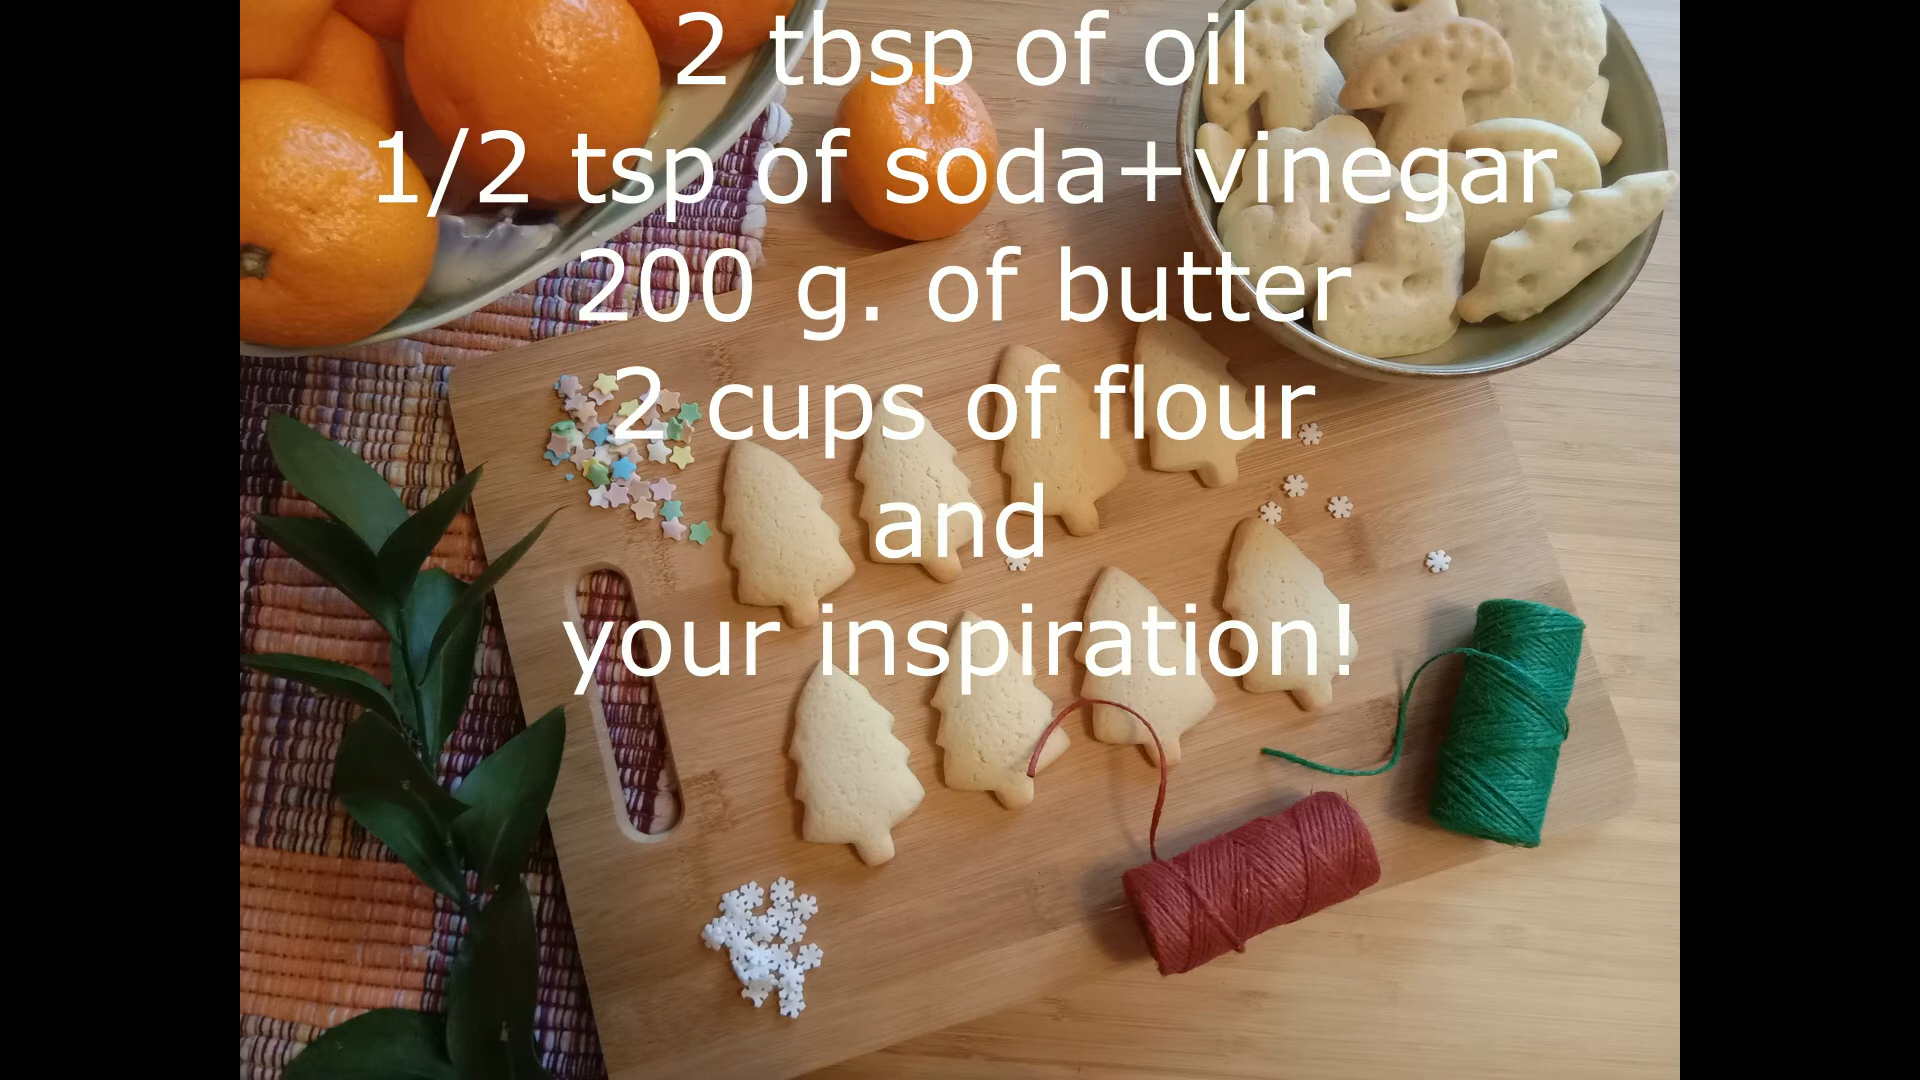 2 tbsp of oil
1/2 tsp of soda+vinegar
200 g. of butter
2 cups of flour
and
your inspiration!